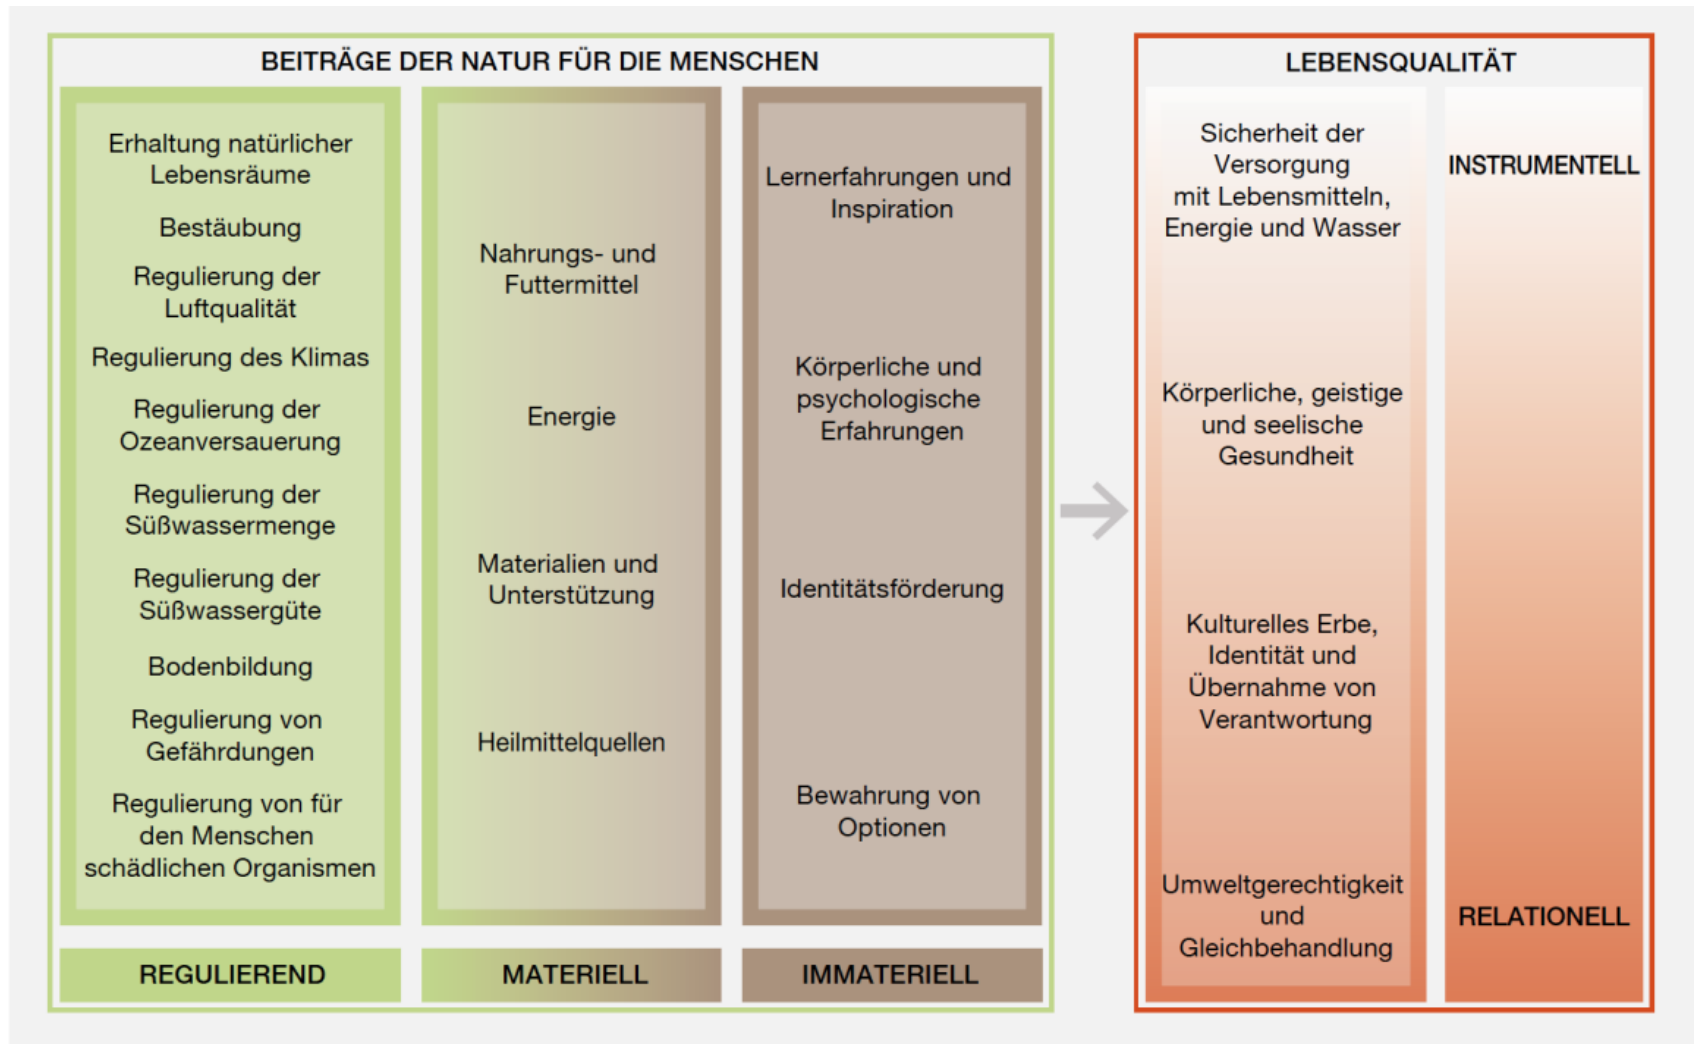 BEITRÄGE DER NATUR FÜR DIE MENSCHEN
Erhaltung natürlicher
Lebensräume
Bestäubung
Regulierung der
Luftqualität
Regulierung des Klimas
Regulierung der
Ozeanversauerung
Regulierung der
Süßwassermenge
Regulierung der
Süßwassergüte
Bodenbildung
Regulierung von
Gefährdungen
Regulierung von für
den Menschen
schädlichen Organismen
REGULIEREND
Nahrungs- und
Futtermittel
Energie
Materialien und
Unterstützung
Heilmittelquellen
MATERIELL
Lernerfahrungen und
Inspiration
Körperliche und
psychologische
Erfahrungen
Identitätsförderung
Bewahrung von
Optionen
IMMATERIELL
LEBENSQUALITÄT
Sicherheit der
Versorgung
mit Lebensmitteln,
Energie und Wasser
Körperliche, geistige
und seelische
Gesundheit
Kulturelles Erbe,
Identität und
Übernahme von
Verantwortung
Umweltgerechtigkeit
und
Gleichbehandlung
INSTRUMENTELL
RELATIONELL